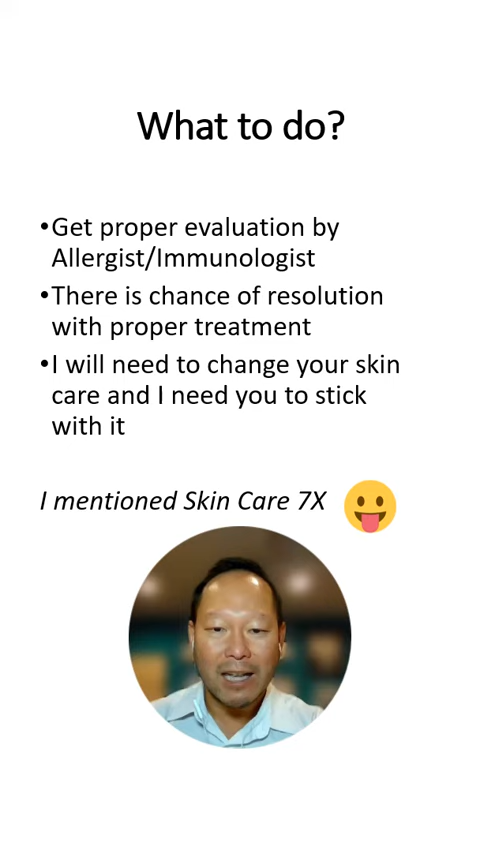 What to do?
•Get proper evaluation by
Allergist/Immunologist
•There is chance of resolution
with proper treatment
•I will need to change your skin
care and I need you to stick
with it
I mentioned Skin Care 7X